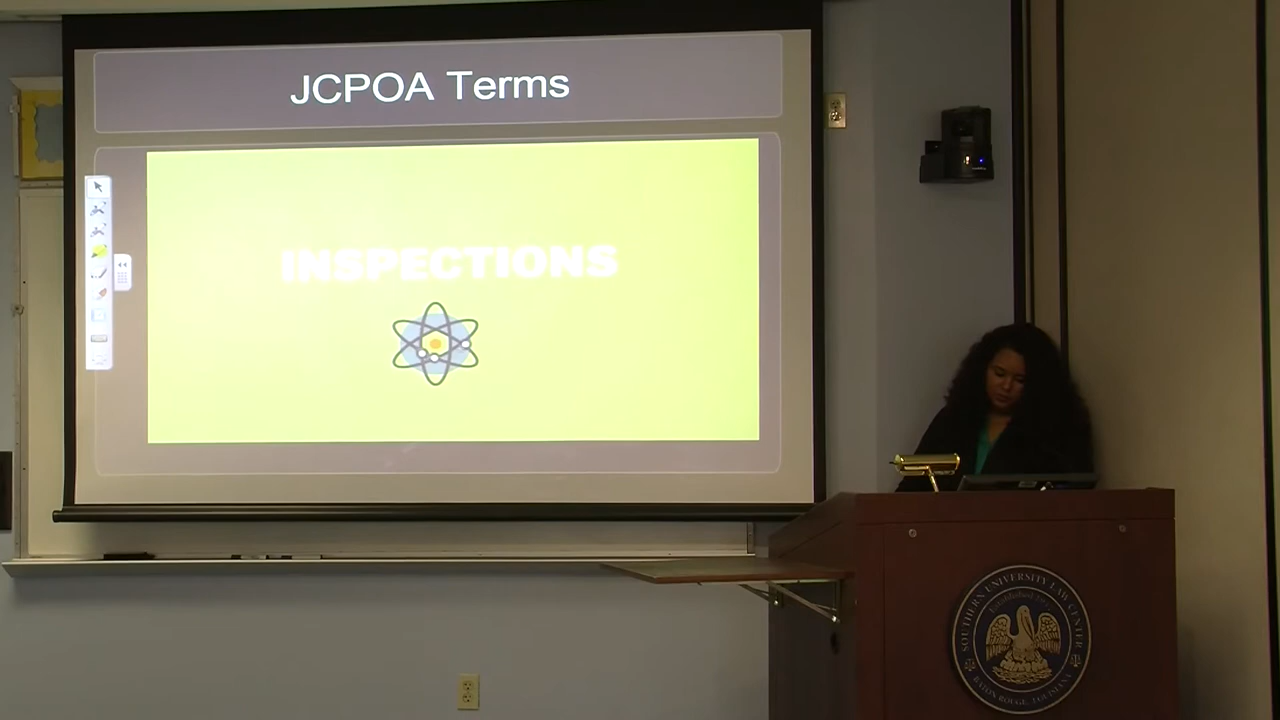 JCPOA Terms
INSPECTIONS
SOUTHERN UNIVERSITY LAW CENTER
BATON ROUGE, LOUISIANA